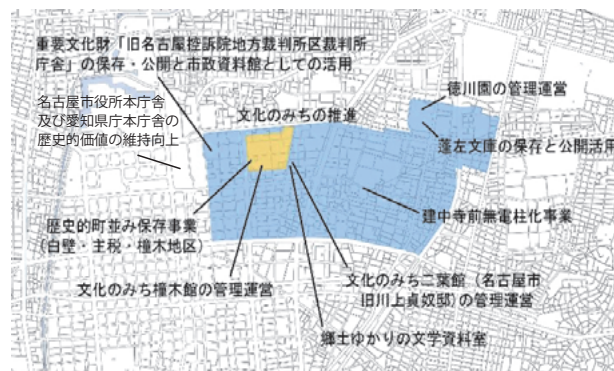 重要文化財「旧名古屋控訴院地方裁判所区裁判所
庁舎」の保存・公開と市政資料館としての活用
名古屋市役所本庁舎
及び愛知県庁本庁舎の
歴史的価値の維持向上
文化のみちの推進
徳川園の管理運営
蓬左文庫の保存と公開活用
建中寺前無電柱化事業
歴史的町並み保存事業
（白壁・主税・橦木地区）
文化のみち橦木館の管理運営
文化のみち二葉館（名古屋市
旧川上貞奴邸）の管理運営
郷土ゆかりの文学資料室